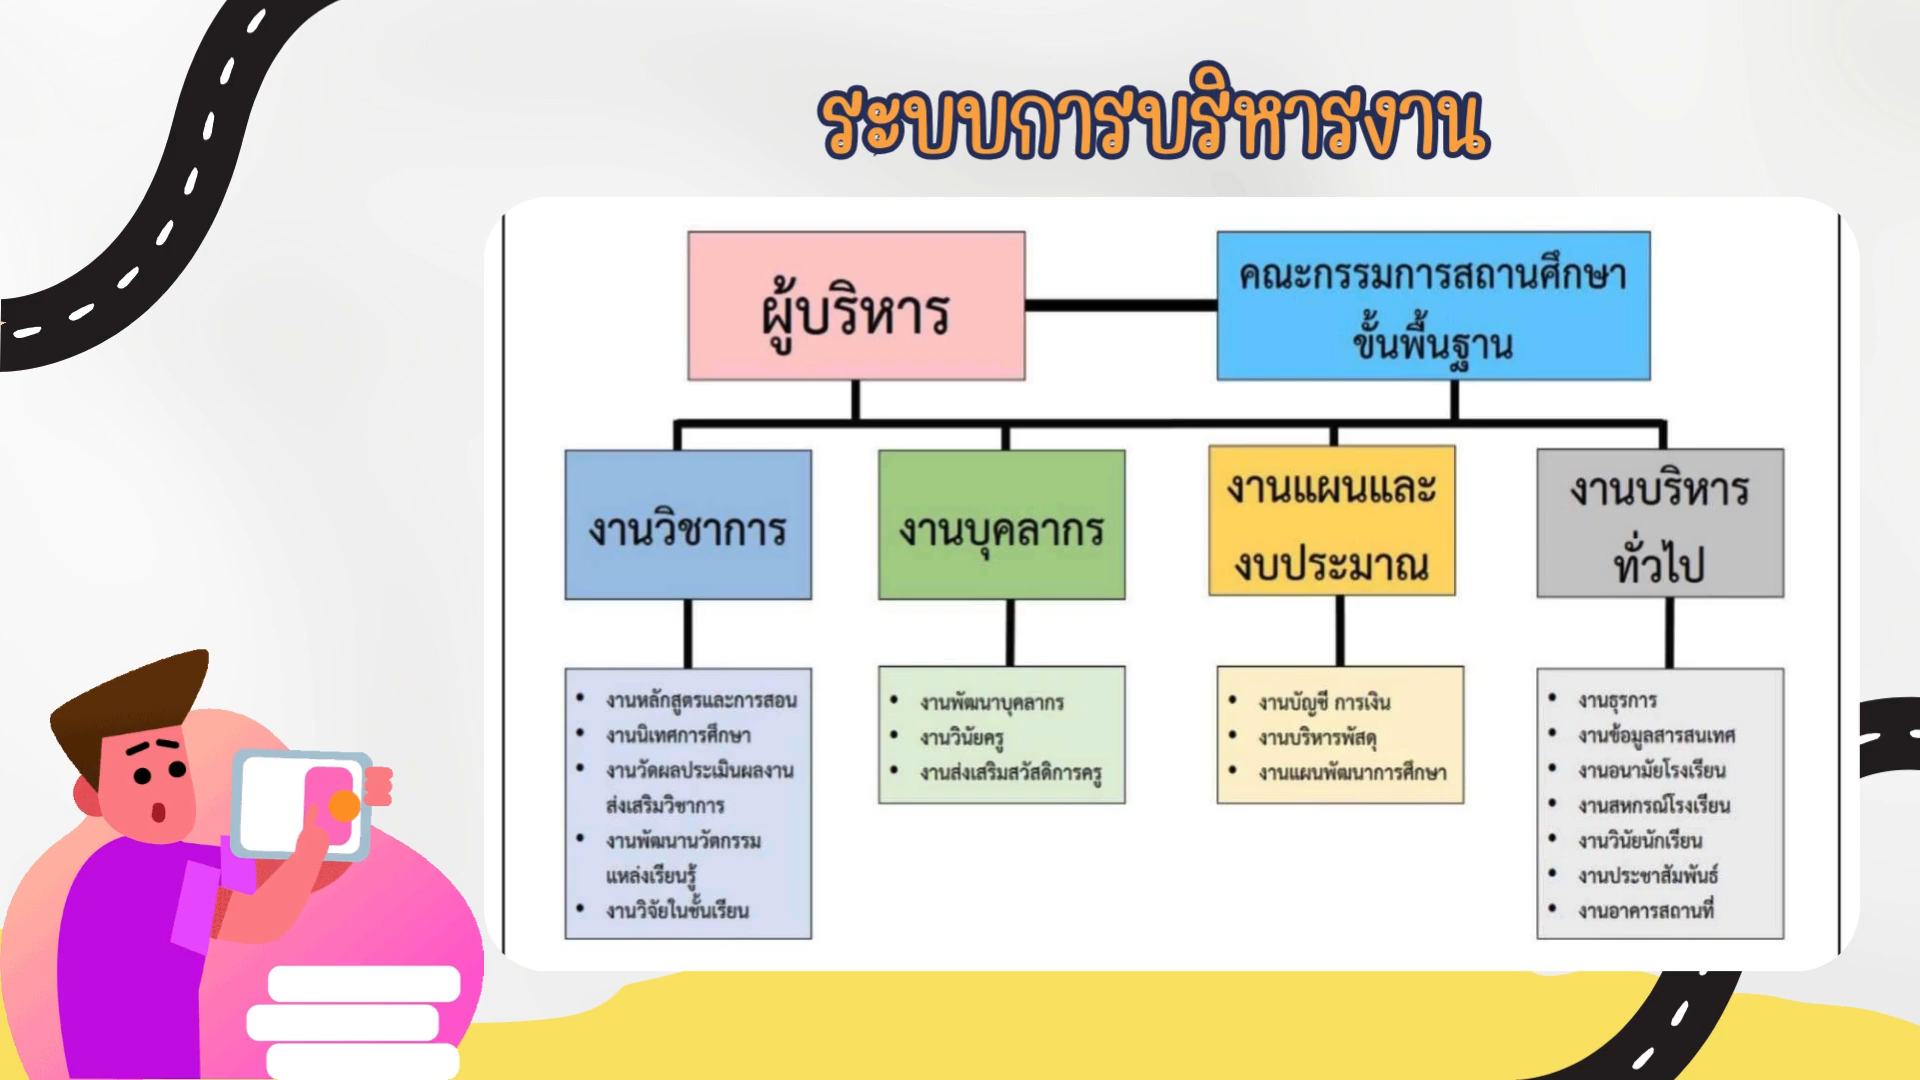 ระบบการบริหารงาน
ผู้บริหาร
คณะกรรมการสถานศึกษา
ขั้นพื้นฐาน
งานวิชาการ
งานบุคลากร
งานแผนและ
งบประมาณ
งานบริหาร
ทั่วไป
• งานหลักสูตรและการสอน
• งานนิเทศการศึกษา
• งานวัดผลประเมินผลงาน
ส่งเสริมวิชาการ
• งานพัฒนานวัตกรรม
แหล่งเรียนรู้
• งานวิจัยในชั้นเรียน
• งานพัฒนาบุคลากร
• งานวินัยครู
• งานส่งเสริมสวัสดิการครู
• งานบัญชี การเงิน
• งานบริหารพัสดุ
• งานแผนพัฒนาการศึกษา
• งานธุรการ
• งานข้อมูลสารสนเทศ
• งานอนามัยโรงเรียน
• งานสหกรณ์โรงเรียน
• งานวินัยนักเรียน
• งานประชาสัมพันธ์
• งานอาคารสถานที่